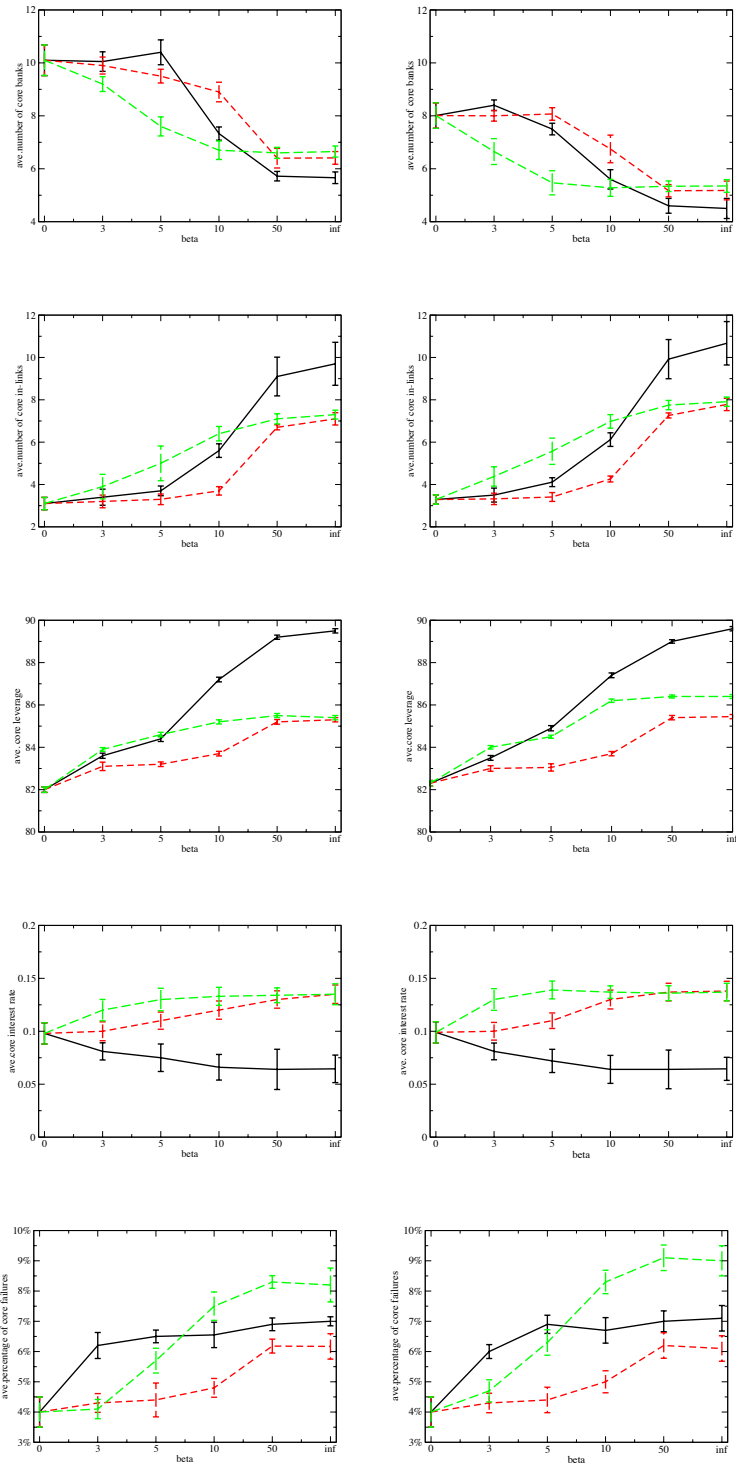 12
10
8
6
4
ave.number of core banks
0 3 5 10 50 inf
beta
12
10
8
6
4
ave.number of core banks
0 3 5 10 50 inf
beta
12
10
8
6
4
2
ave.number of core in-links
0 3 5 10 50 inf
beta
12
10
8
6
4
2
ave.number of core in-links
0 3 5 10 50 inf
beta
90
88
86
84
82
80
ave. core leverage
0 3 5 10 50 inf
beta
90
88
86
84
82
80
ave.core leverage
0 3 5 10 50 inf
beta
0.2
0.15
0.1
0.05
0
ave.core interest rate
0 3 5 10 50 inf
beta
0.2
0.15
0.1
0.05
0
ave. core interest rate
0 3 5 10 50 inf
beta
10%
9%
8%
7%
6%
5%
4%
3%
ave.percentage of core failures
0 3 5 10 50 inf
beta
10%
9%
8%
7%
6%
5%
4%
3%
ave.percentage of core failures
0 3 5 10 50 inf
beta